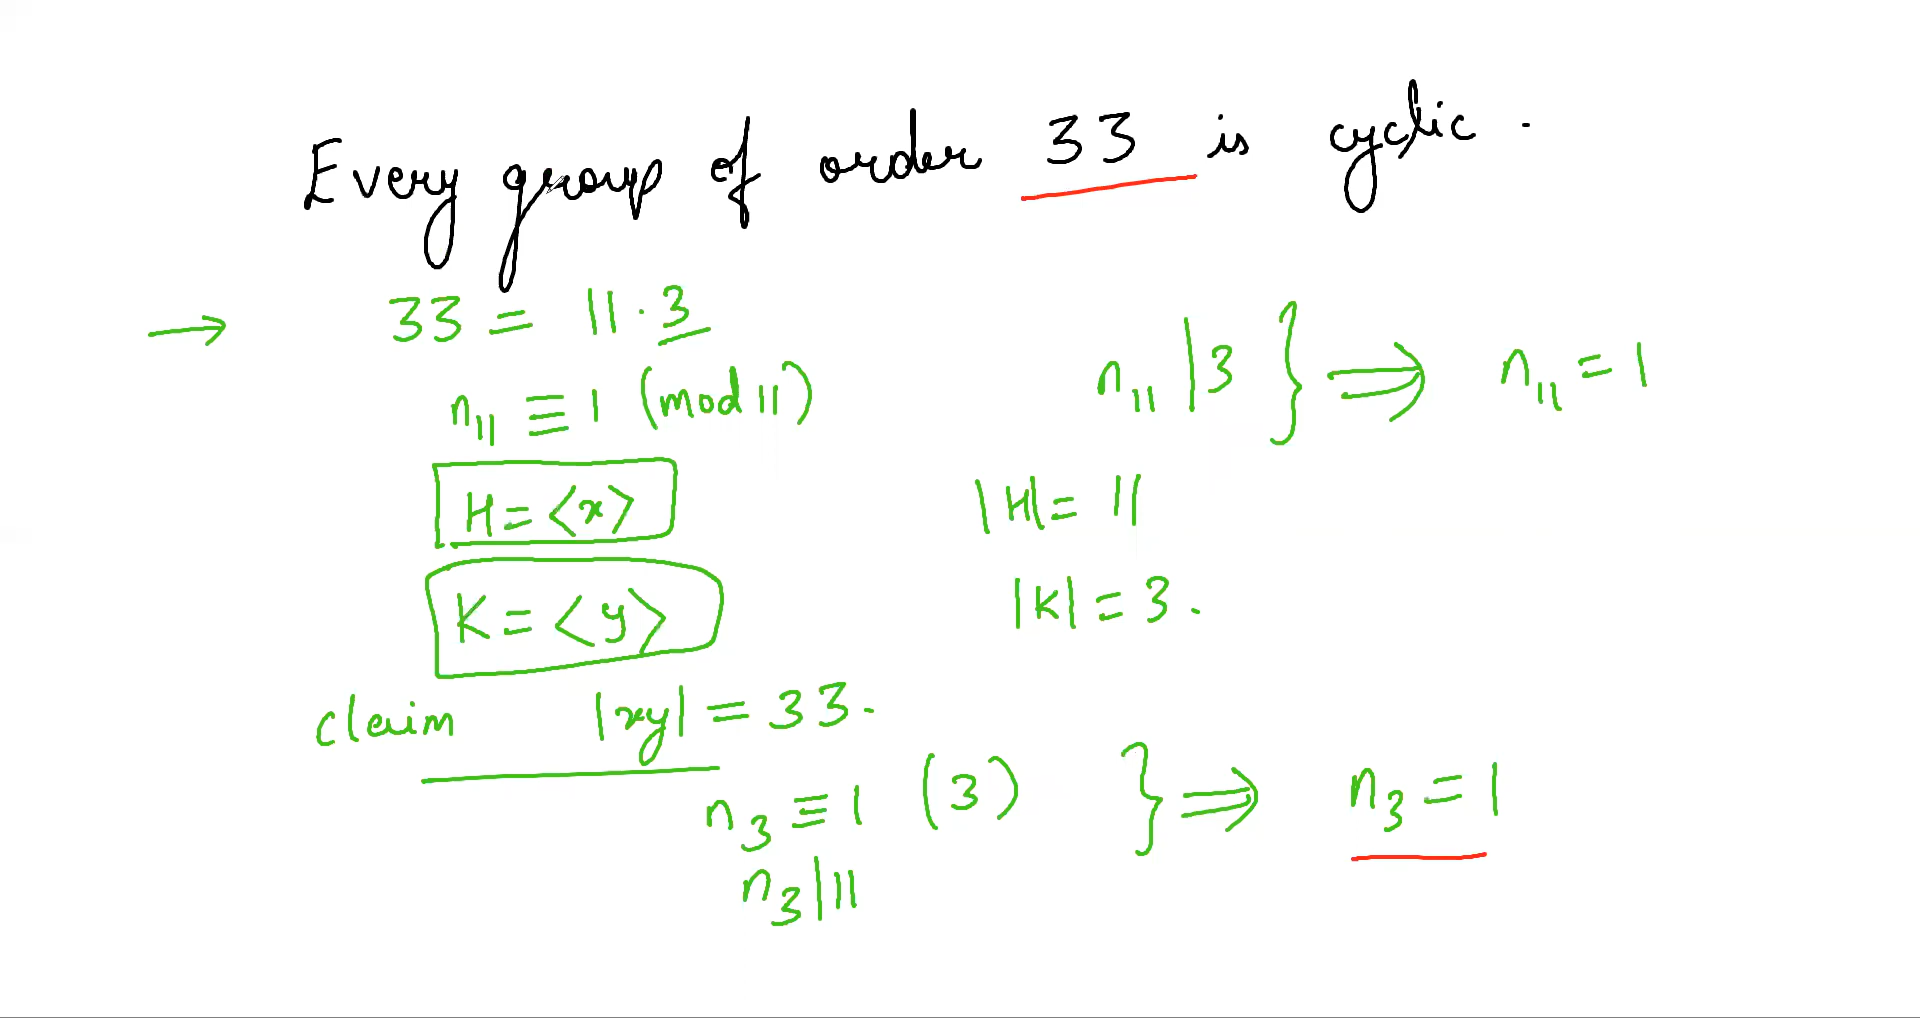 Every group of order 33 is cyclic.
→ 33 = 11 · 3
n₁₁ ≡ 1 (mod 11) n₁₁ | 3 } ⟹ n₁₁ = 1
H = <x> |H| = 11
K = <y> |K| = 3.
claim |xy| = 33.
n₃ ≡ 1 (3) } ⟹ n₃ = 1
n₃ | 11